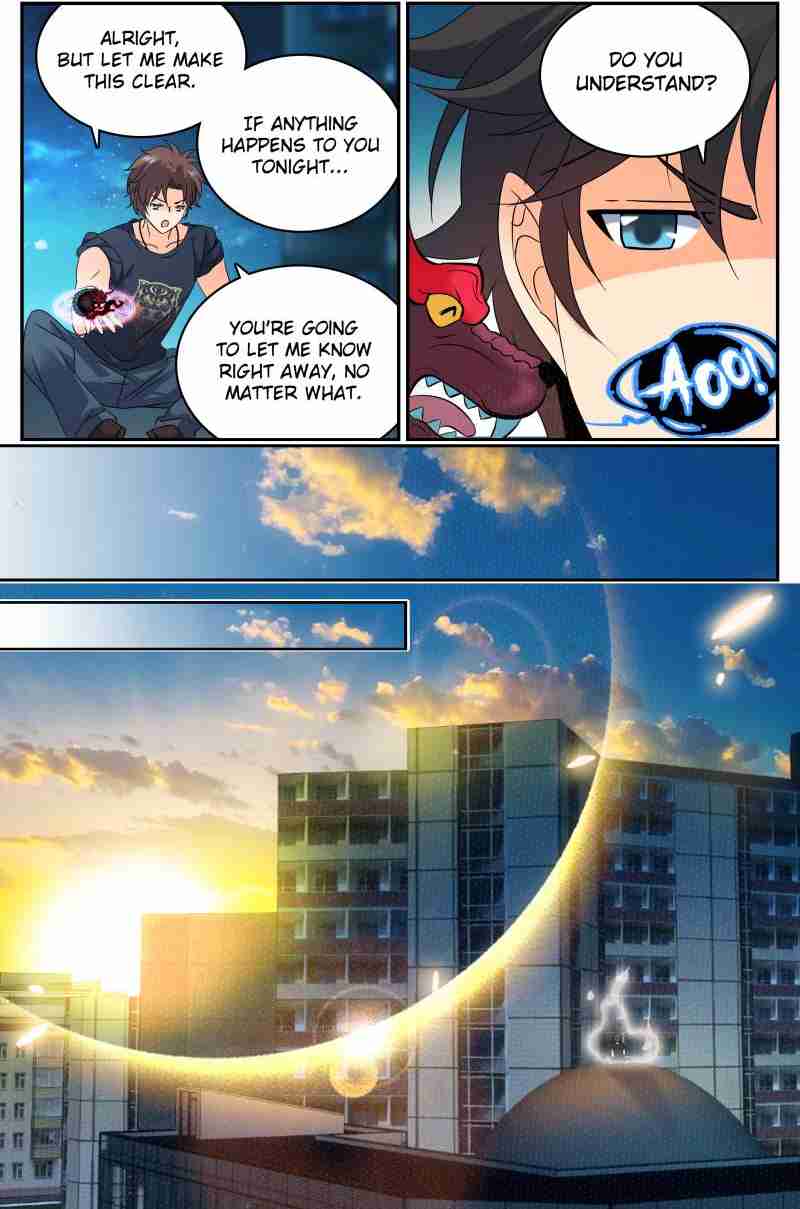 ALRIGHT,
BUT LET ME MAKE
THIS CLEAR.
IF ANYTHING
HAPPENS TO YOU
TONIGHT...
YOU'RE GOING
TO LET ME KNOW
RIGHT AWAY, NO
MATTER WHAT.
DO YOU
UNDERSTAND?
AOO!